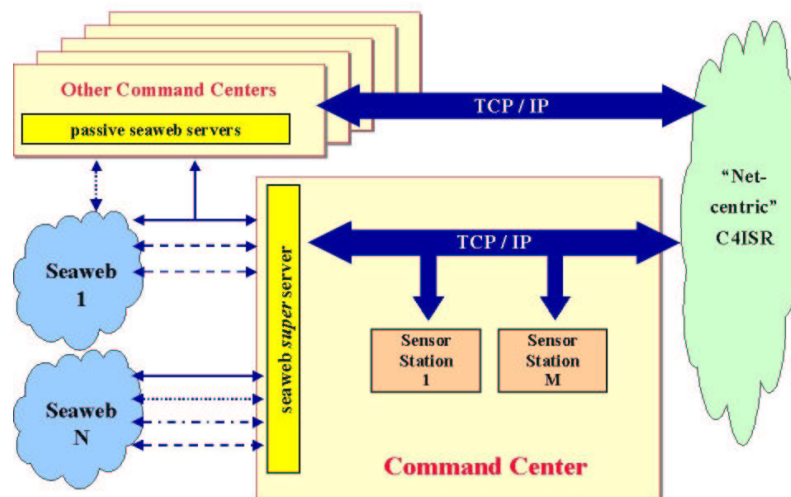 Other Command Centers
passive seaweb servers
TCP / IP
“Net-
centric”
C4ISR
Seaweb
1
seaweb super server
TCP / IP
Sensor
Station
1
Sensor
Station
M
Seaweb
N
Command Center